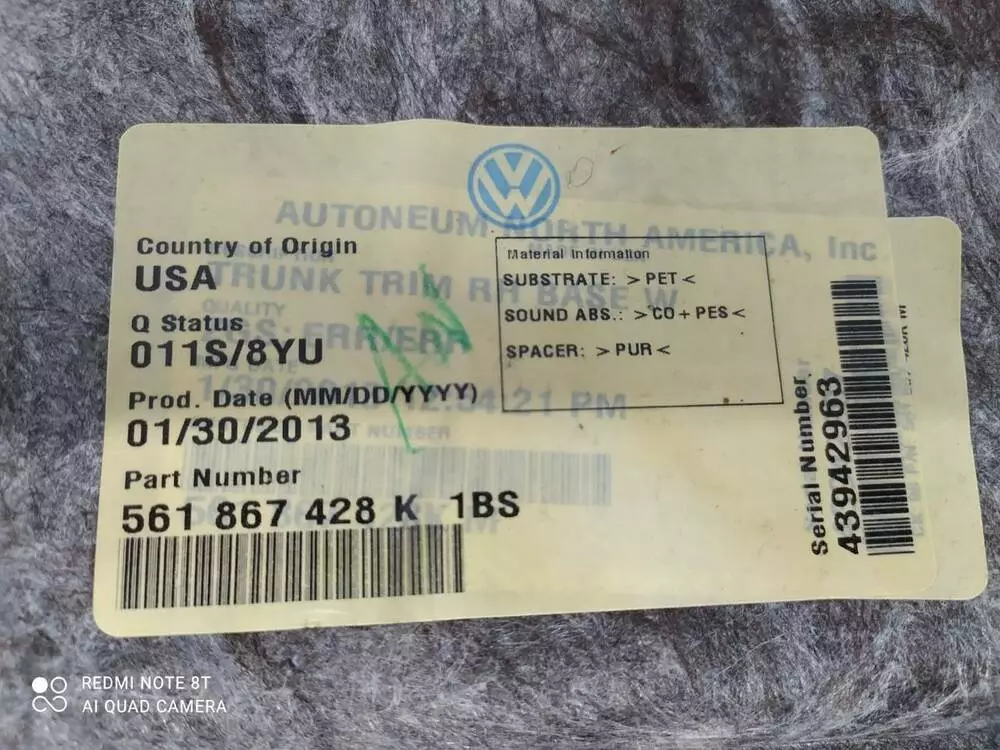 AUTONEUM NORTH AMERICA, Inc
Country of Origin
USA
TRUNK TRIM RH BASE W
QUALITY
Q Status
011S/8YU
Prod. Date (MM/DD/YYYY)
01/30/2013
Part Number
561 867 428 K 1BS
Material Information
SUBSTRATE: >PET<
SOUND ABS.: >CO+PES<
SPACER: >PUR<
Serial Number
43942963
REDMI NOTE 8T
AI QUAD CAMERA